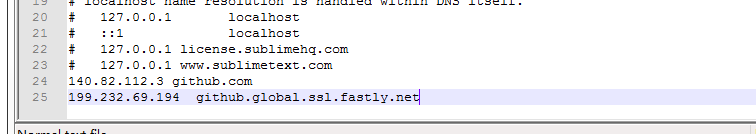 19 # localhost name resolution is handled within DNS itself.
20 # 127.0.0.1 localhost
21 # ::1 localhost
22 # 127.0.0.1 license.sublimehq.com
23 # 127.0.0.1 www.sublimetext.com
24 140.82.112.3 github.com
25 199.232.69.194 github.global.ssl.fastly.net
Normal text file